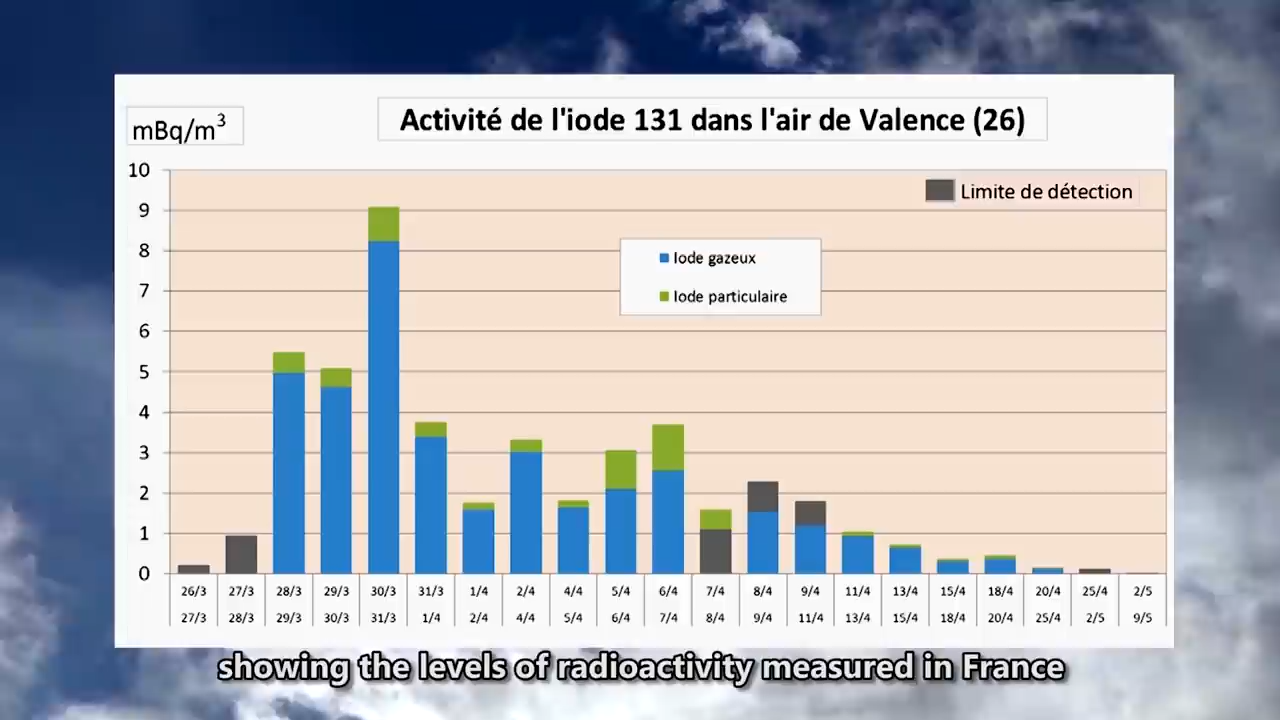 mBq/m³
Activité de l'iode 131 dans l'air de Valence (26)
10
9
8
7
6
5
4
3
2
1
0
Limite de détection
Iode gazeux
Iode particulaire
26/3 27/3 28/3 29/3 30/3 31/3 1/4 2/4 4/4 5/4 6/4 7/4 8/4 9/4 11/4 13/4 15/4 18/4 20/4 25/4 2/5
27/3 28/3 29/3 30/3 31/3 1/4 2/4 4/4 5/4 6/4 7/4 8/4 9/4 11/4 13/4 15/4 18/4 20/4 25/4 2/5 9/5
showing the levels of radioactivity measured in France